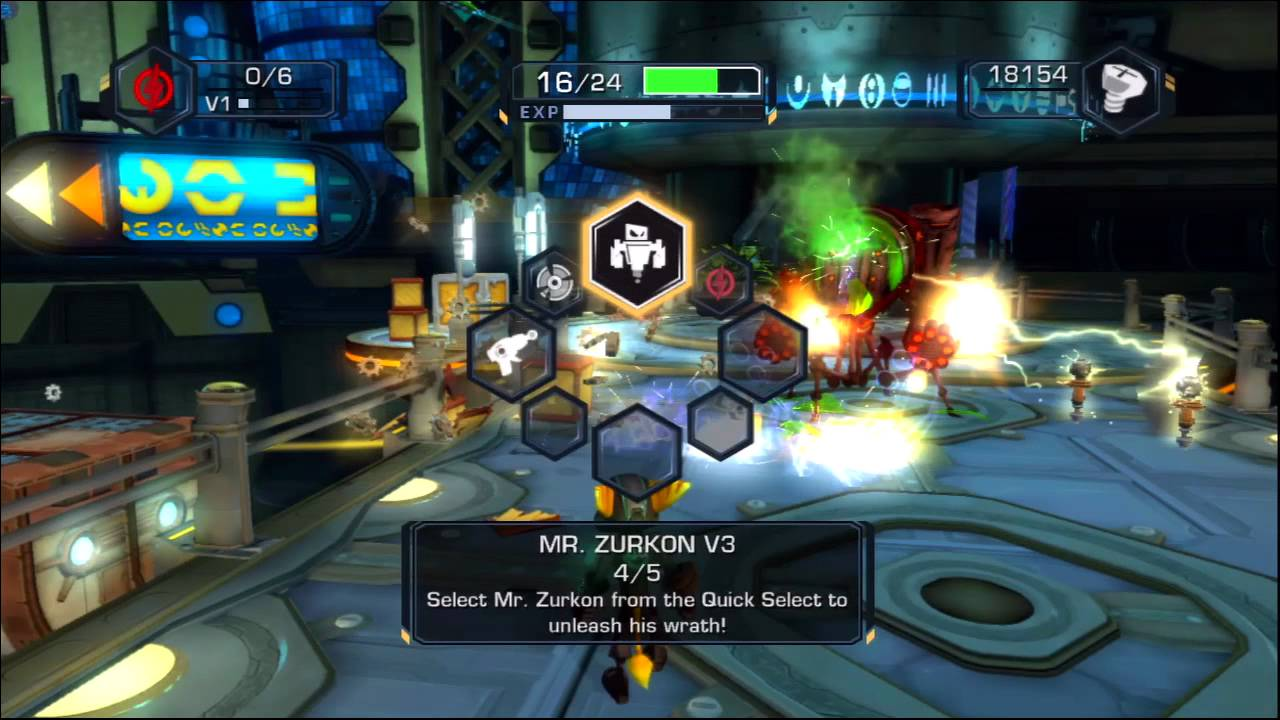 0/6
V1
16/24
EXP
18154
MR. ZURKON V3
4/5
Select Mr. Zurkon from the Quick Select to
unleash his wrath!